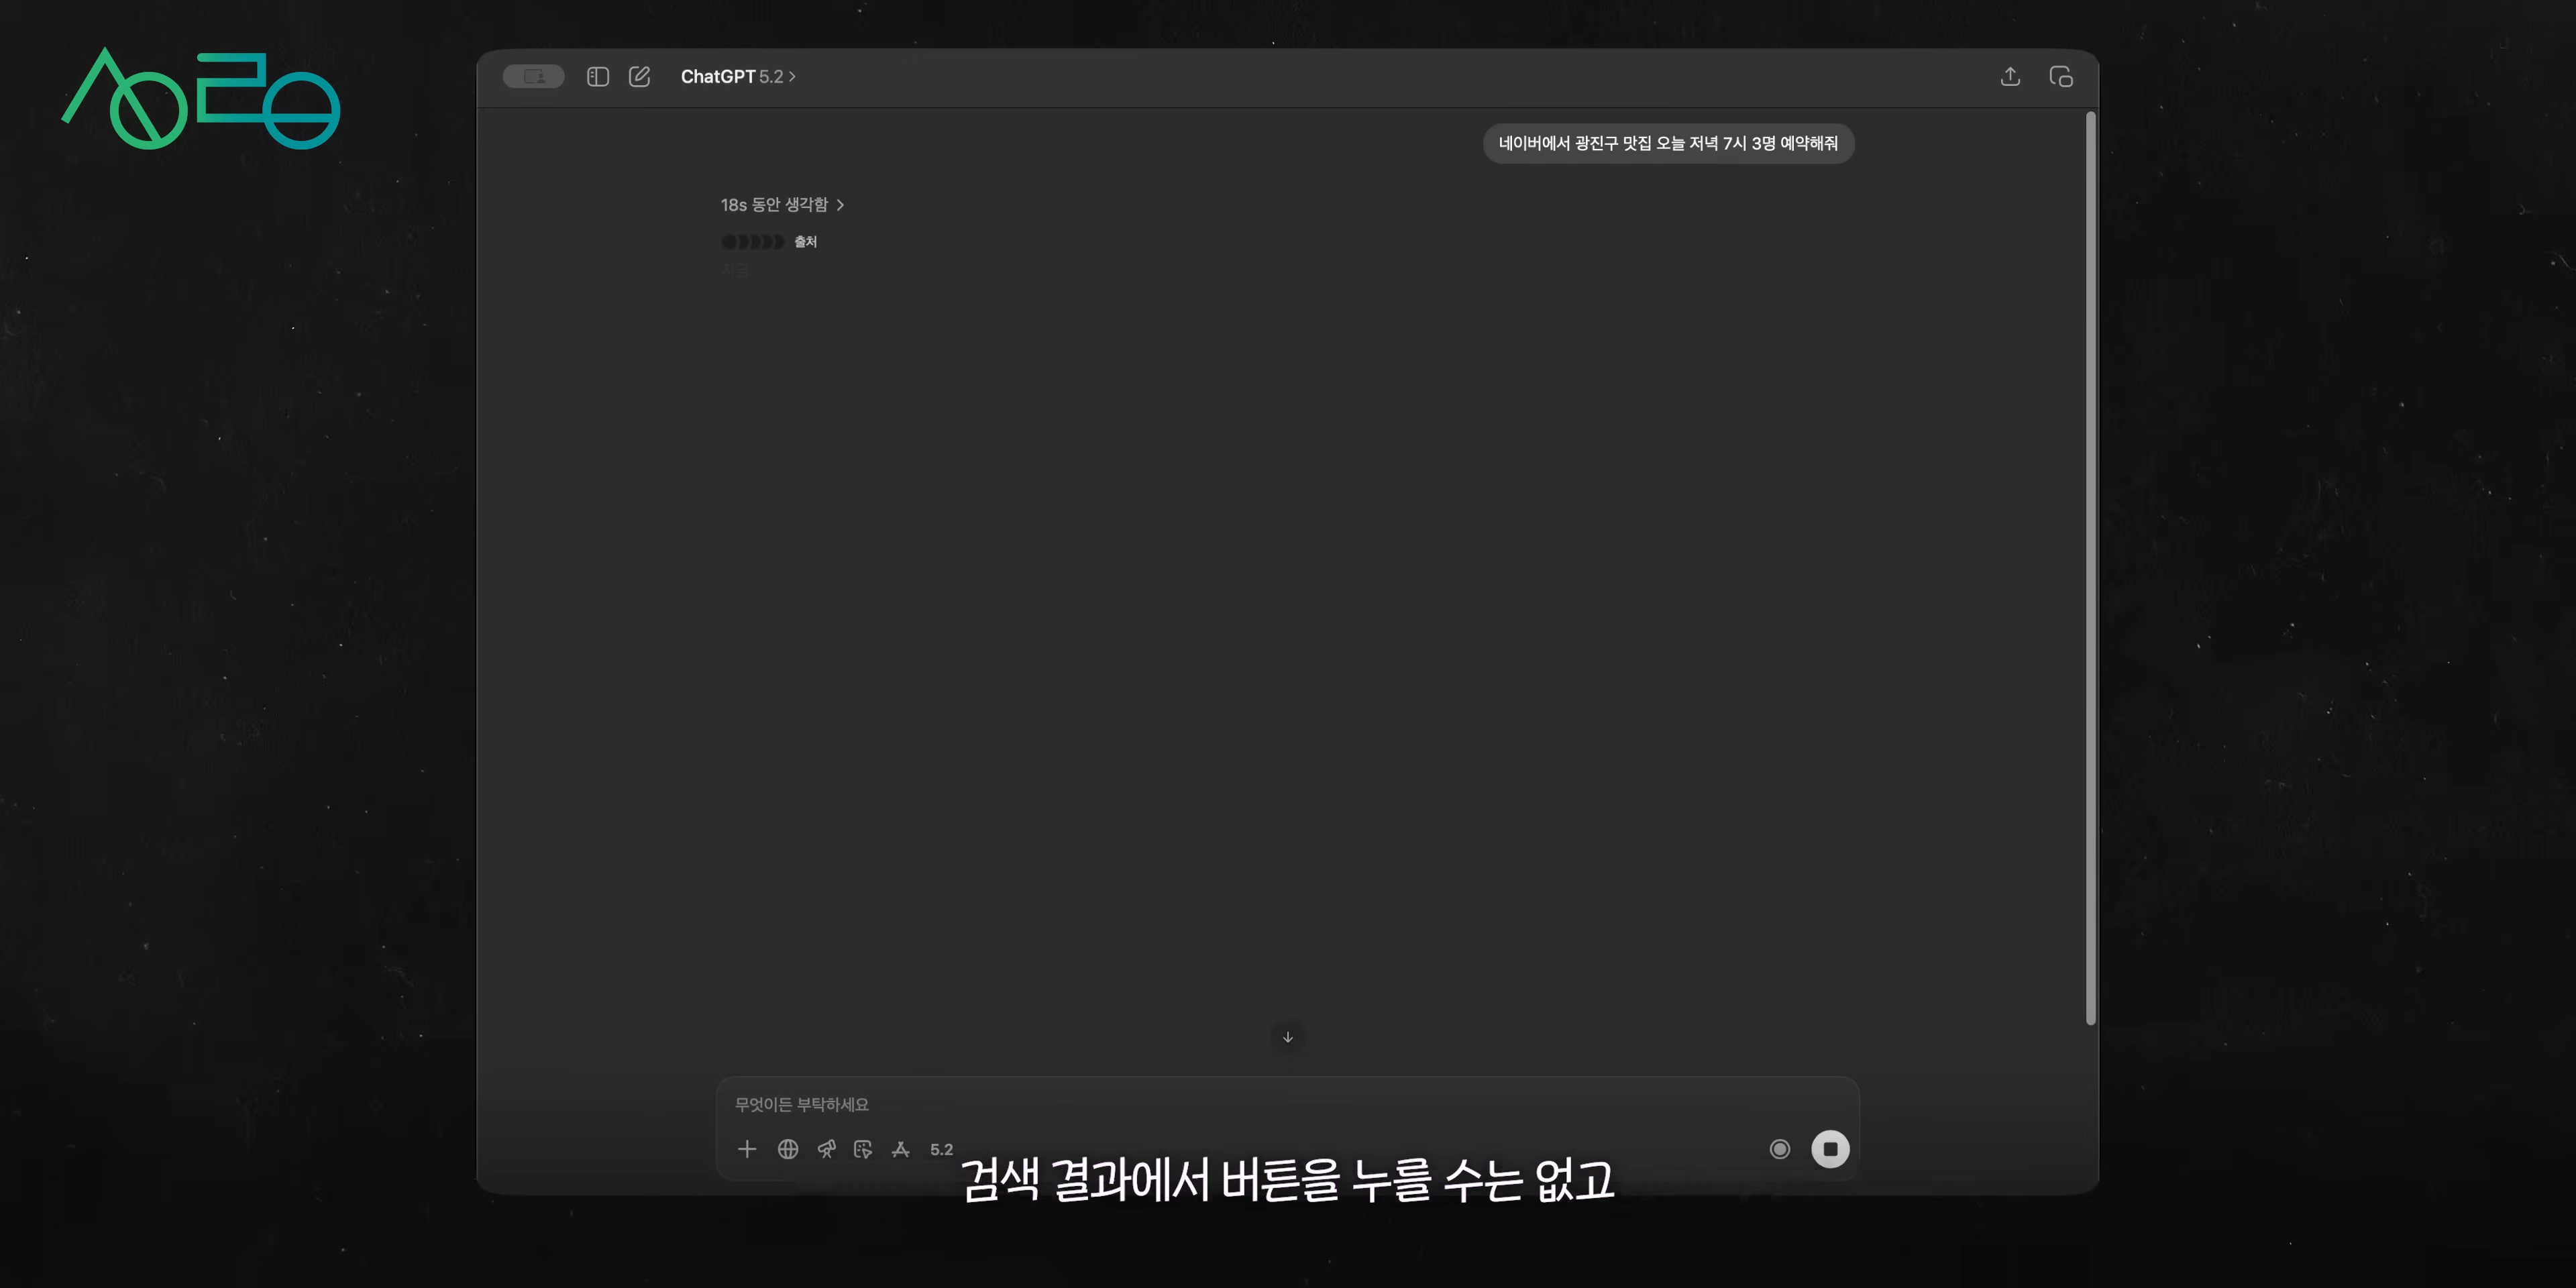 ChatGPT 5.2 >
네이버에서 광진구 맛집 오늘 저녁 7시 3명 예약해줘
18s 동안 생각함 >
출처
지금
무엇이든 부탁하세요
5.2
검색 결과에서 버튼을 누를 수는 없고